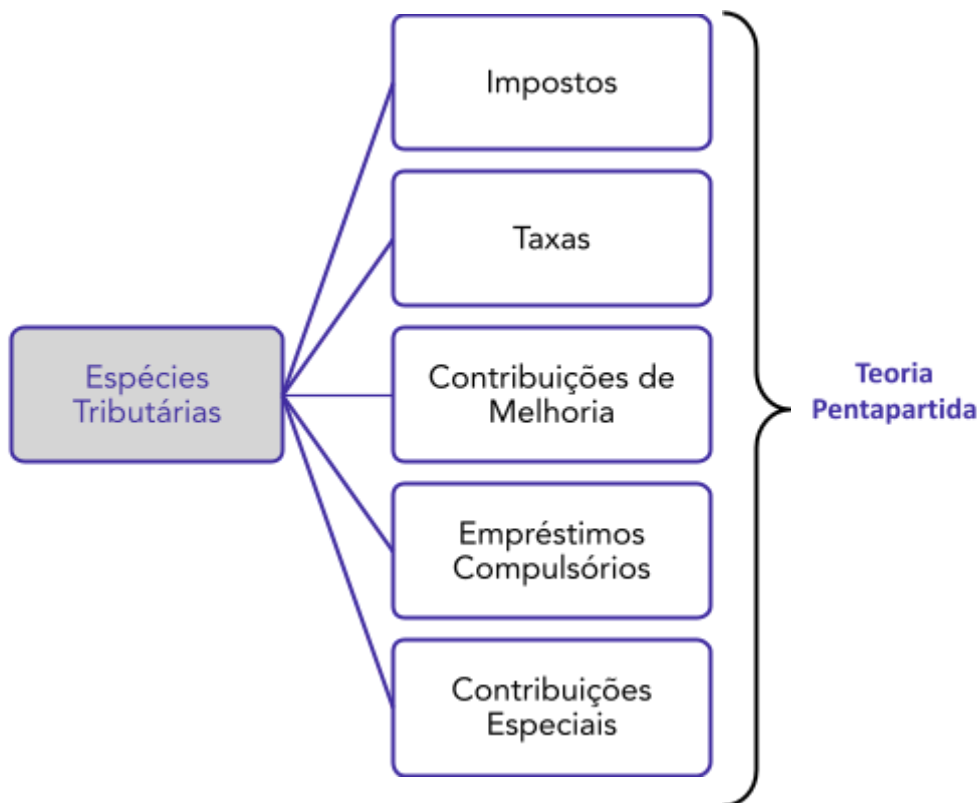 Impostos
Taxas
Espécies
Tributárias
Contribuições de
Melhoria
Teoria
Pentapartida
Empréstimos
Compulsórios
Contribuições
Especiais